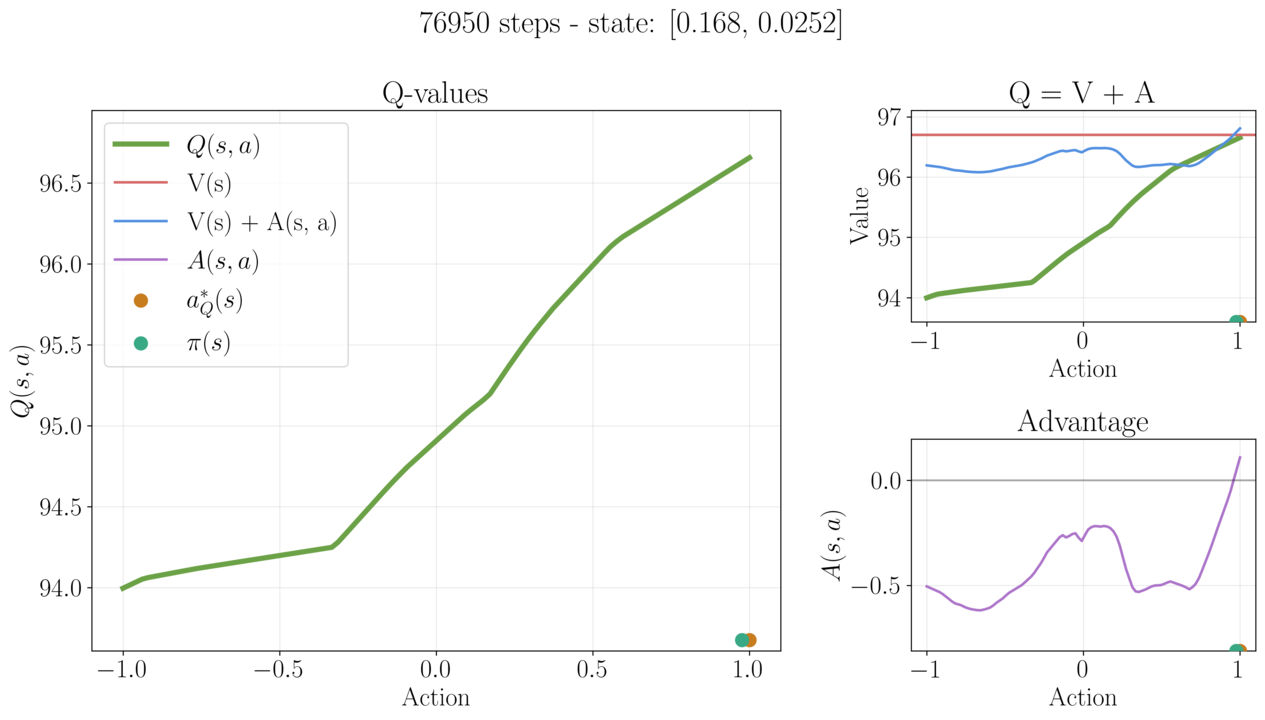 76950 steps - state: [0.168, 0.0252]
Q-values
Q(s, a)
V(s)
V(s) + A(s, a)
A(s, a)
a*Q(s)
π(s)
Q(s, a)
96.5
96.0
95.5
95.0
94.5
94.0
−1.0 −0.5 0.0 0.5 1.0
Action
Q = V + A
Value
97
96
95
94
−1 0 1
Action
Advantage
A(s, a)
0.0
−0.5
−1 0 1
Action